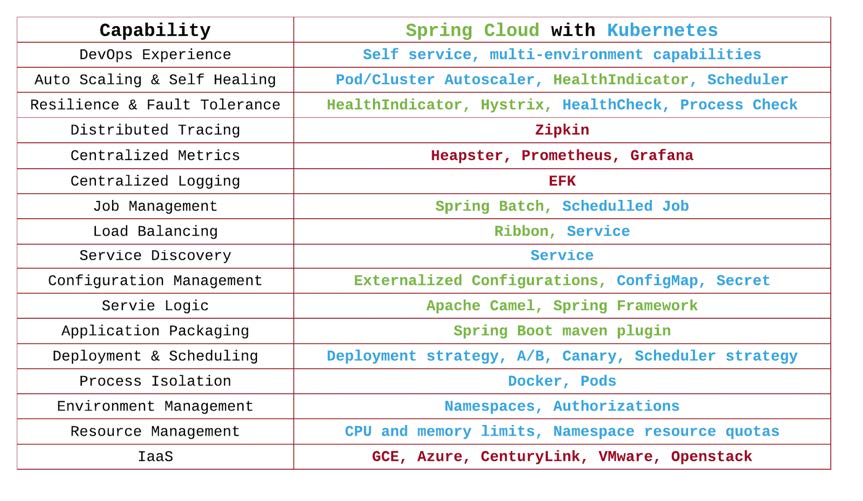 Capability Spring Cloud with Kubernetes
DevOps Experience Self service, multi-environment capabilities
Auto Scaling & Self Healing Pod/Cluster Autoscaler, HealthIndicator, Scheduler
Resilience & Fault Tolerance HealthIndicator, Hystrix, HealthCheck, Process Check
Distributed Tracing Zipkin
Centralized Metrics Heapster, Prometheus, Grafana
Centralized Logging EFK
Job Management Spring Batch, Schedulled Job
Load Balancing Ribbon, Service
Service Discovery Service
Configuration Management Externalized Configurations, ConfigMap, Secret
Servie Logic Apache Camel, Spring Framework
Application Packaging Spring Boot maven plugin
Deployment & Scheduling Deployment strategy, A/B, Canary, Scheduler strategy
Process Isolation Docker, Pods
Environment Management Namespaces, Authorizations
Resource Management CPU and memory limits, Namespace resource quotas
IaaS GCE, Azure, CenturyLink, VMware, Openstack